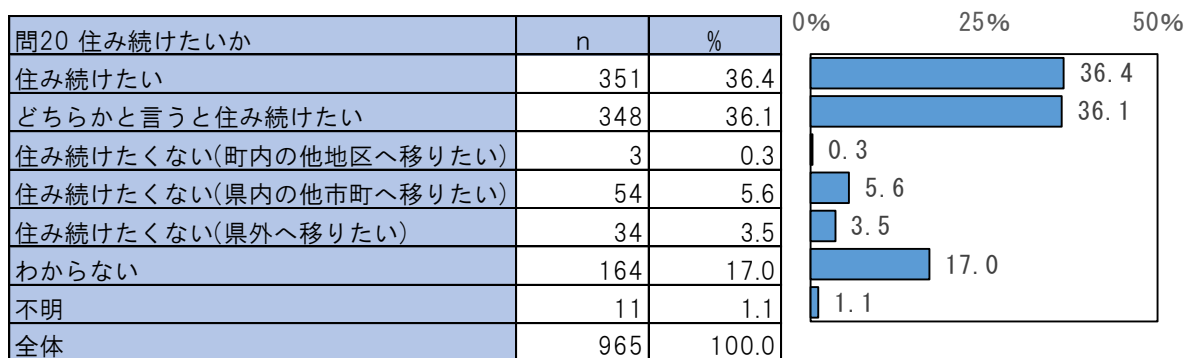 0% 25% 50%
問20 住み続けたいか n %
住み続けたい 351 36.4 36.4
どちらかと言うと住み続けたい 348 36.1 36.1
住み続けたくない(町内の他地区へ移りたい) 3 0.3 0.3
住み続けたくない(県内の他市町へ移りたい) 54 5.6 5.6
住み続けたくない(県外へ移りたい) 34 3.5 3.5
わからない 164 17.0 17.0
不明 11 1.1 1.1
全体 965 100.0